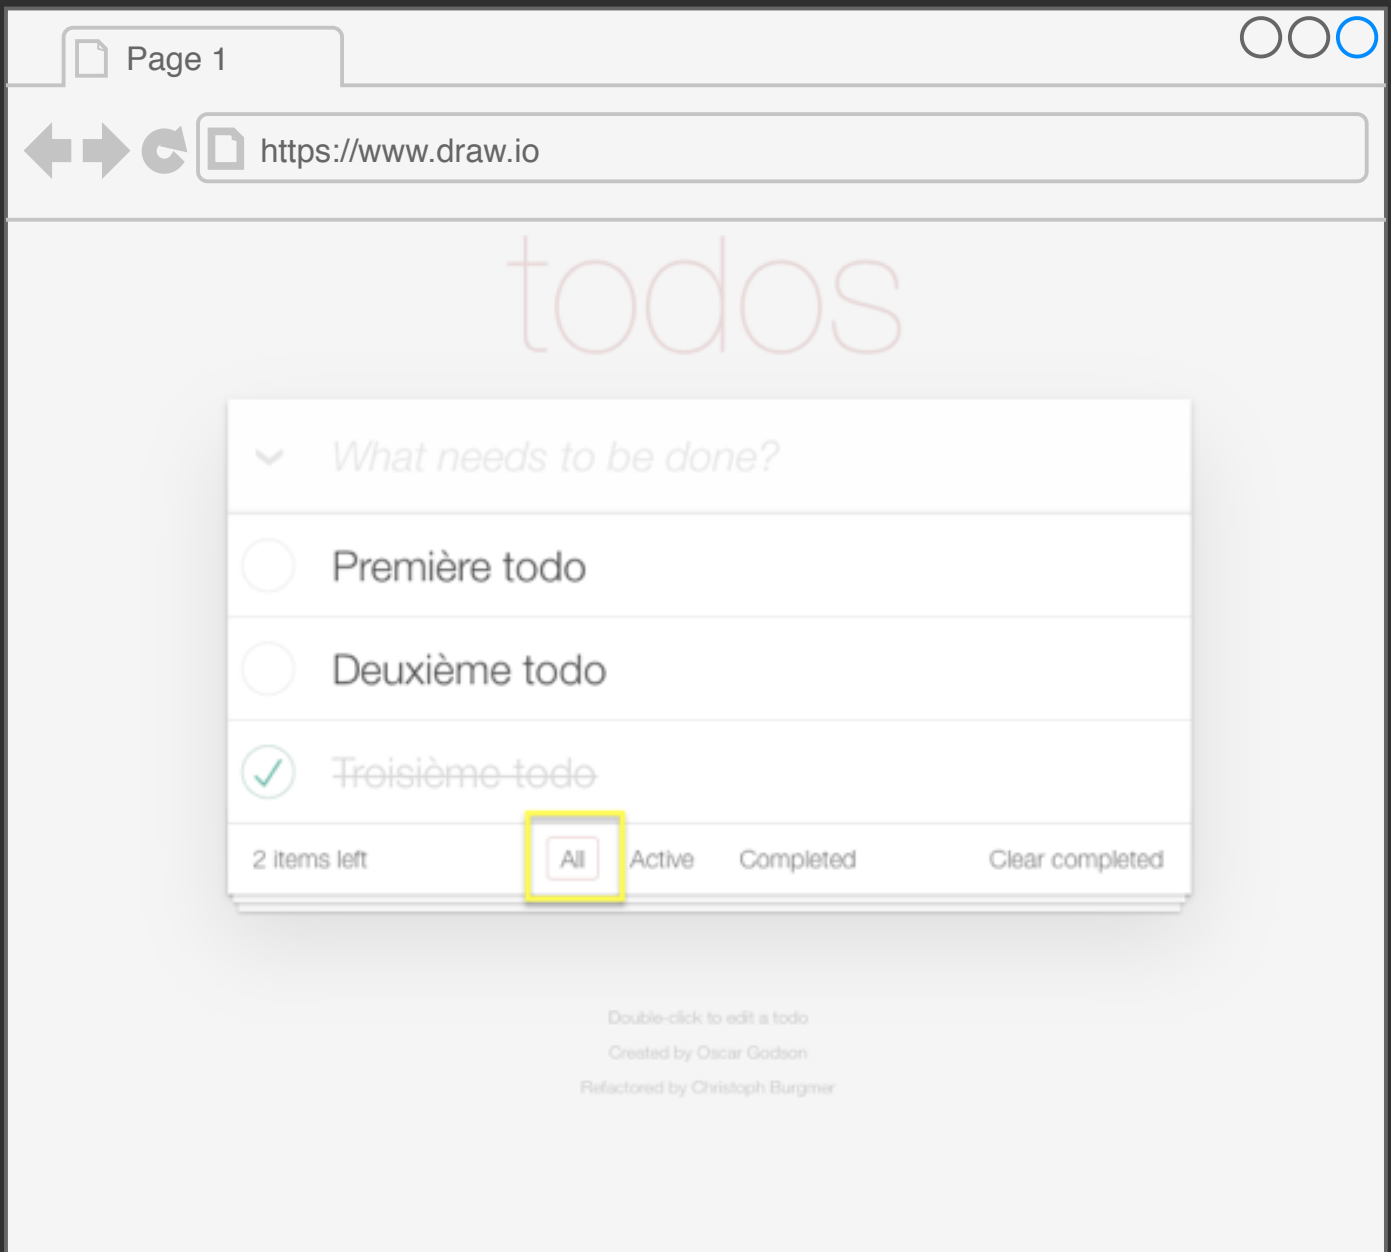 Page 1
https://www.draw.io
todos
What needs to be done?
Première todo
Deuxième todo
Troisième todo
2 items left All Active Completed Clear completed
Double-click to edit a todo
Created by Oscar Godson
Refactored by Christoph Burgmer